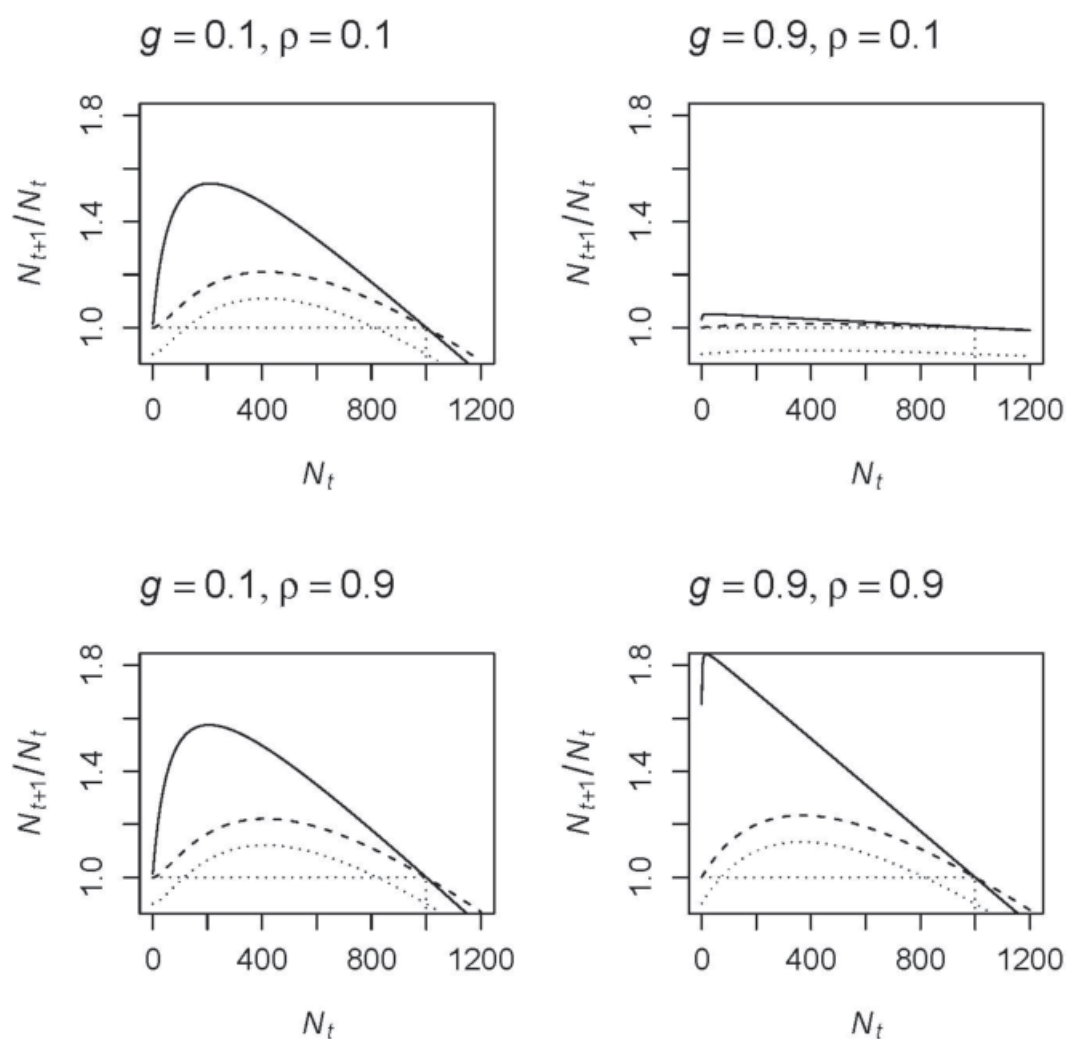 g = 0.1, ρ = 0.1
1.8
1.4
1.0
N_{t+1}/N_t
0 400 800 1200
N_t
g = 0.9, ρ = 0.1
1.8
1.4
1.0
N_{t+1}/N_t
0 400 800 1200
N_t
g = 0.1, ρ = 0.9
1.8
1.4
1.0
N_{t+1}/N_t
0 400 800 1200
N_t
g = 0.9, ρ = 0.9
1.8
1.4
1.0
N_{t+1}/N_t
0 400 800 1200
N_t